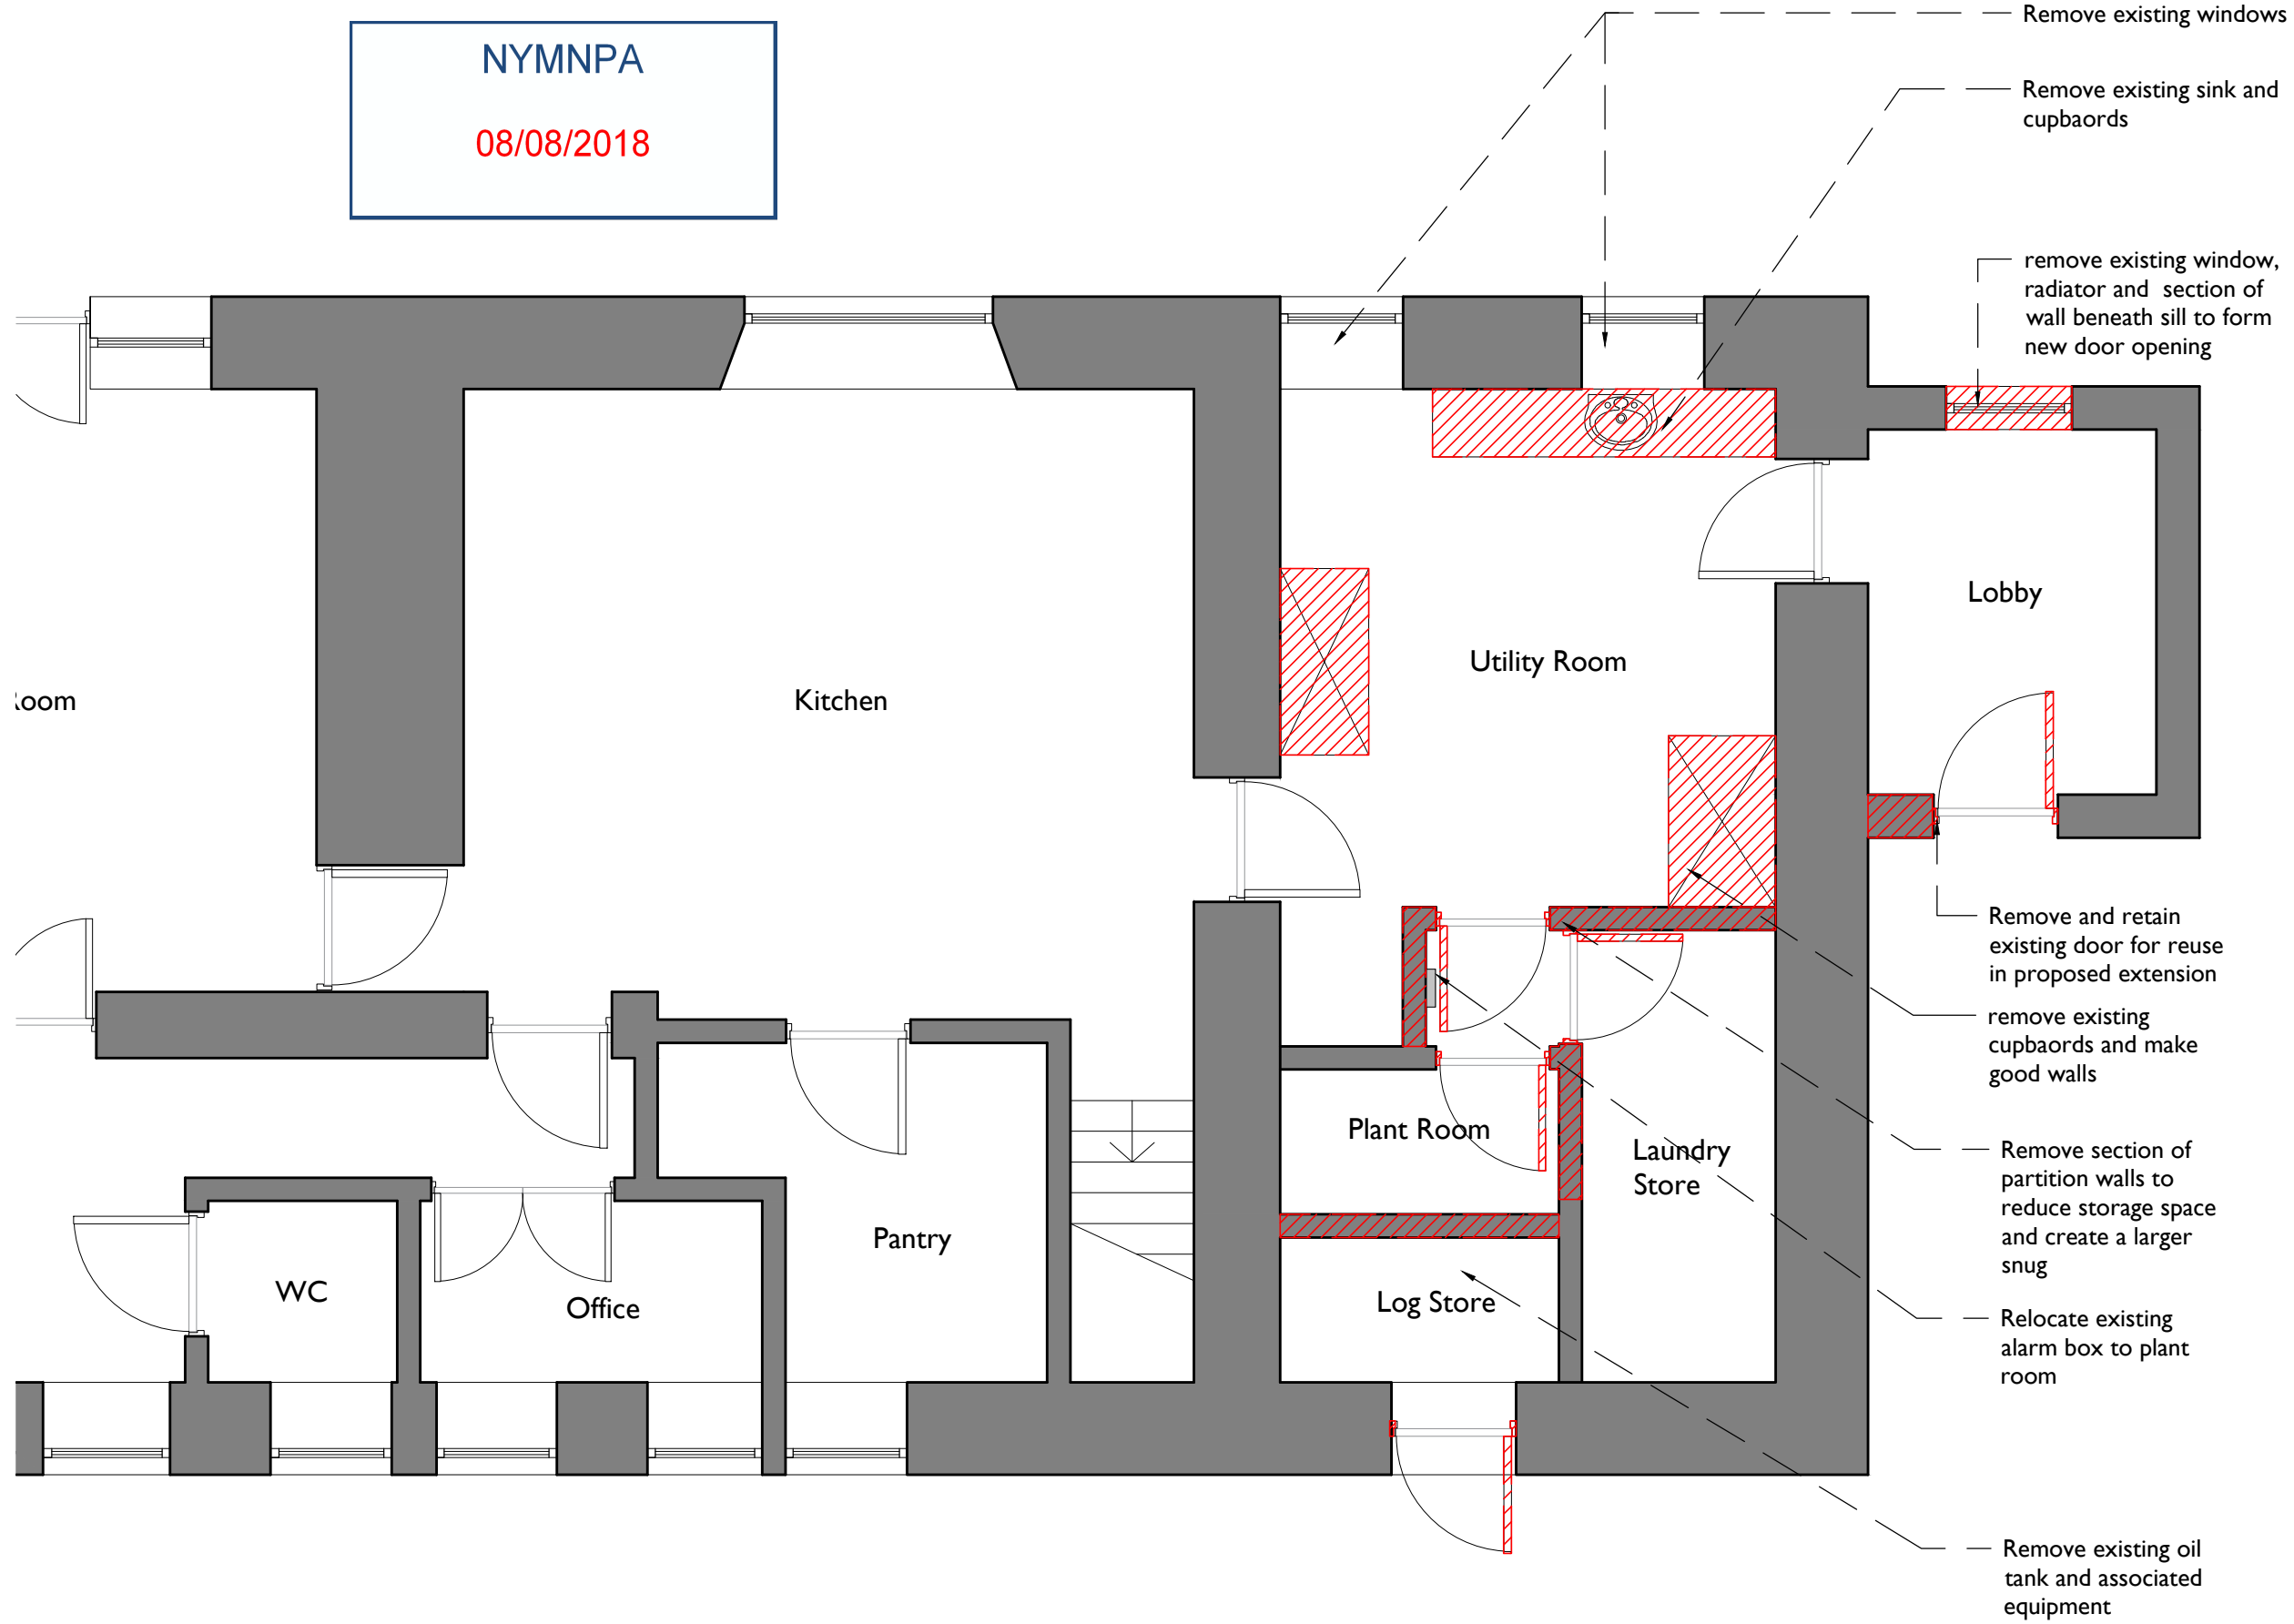 NYMNPA
08/08/2018
Remove existing windows
Remove existing sink and
cupbaords
remove existing window,
radiator and section of
wall beneath sill to form
new door opening
Lobby
Utility Room
Room
Kitchen
Remove and retain
existing door for reuse
in proposed extension
remove existing
cupbaords and make
good walls
Plant Room
Laundry
Store
Remove section of
partition walls to
reduce storage space
and create a larger
snug
Pantry
WC
Office
Log Store
Relocate existing
alarm box to plant
room
Remove existing oil
tank and associated
equipment